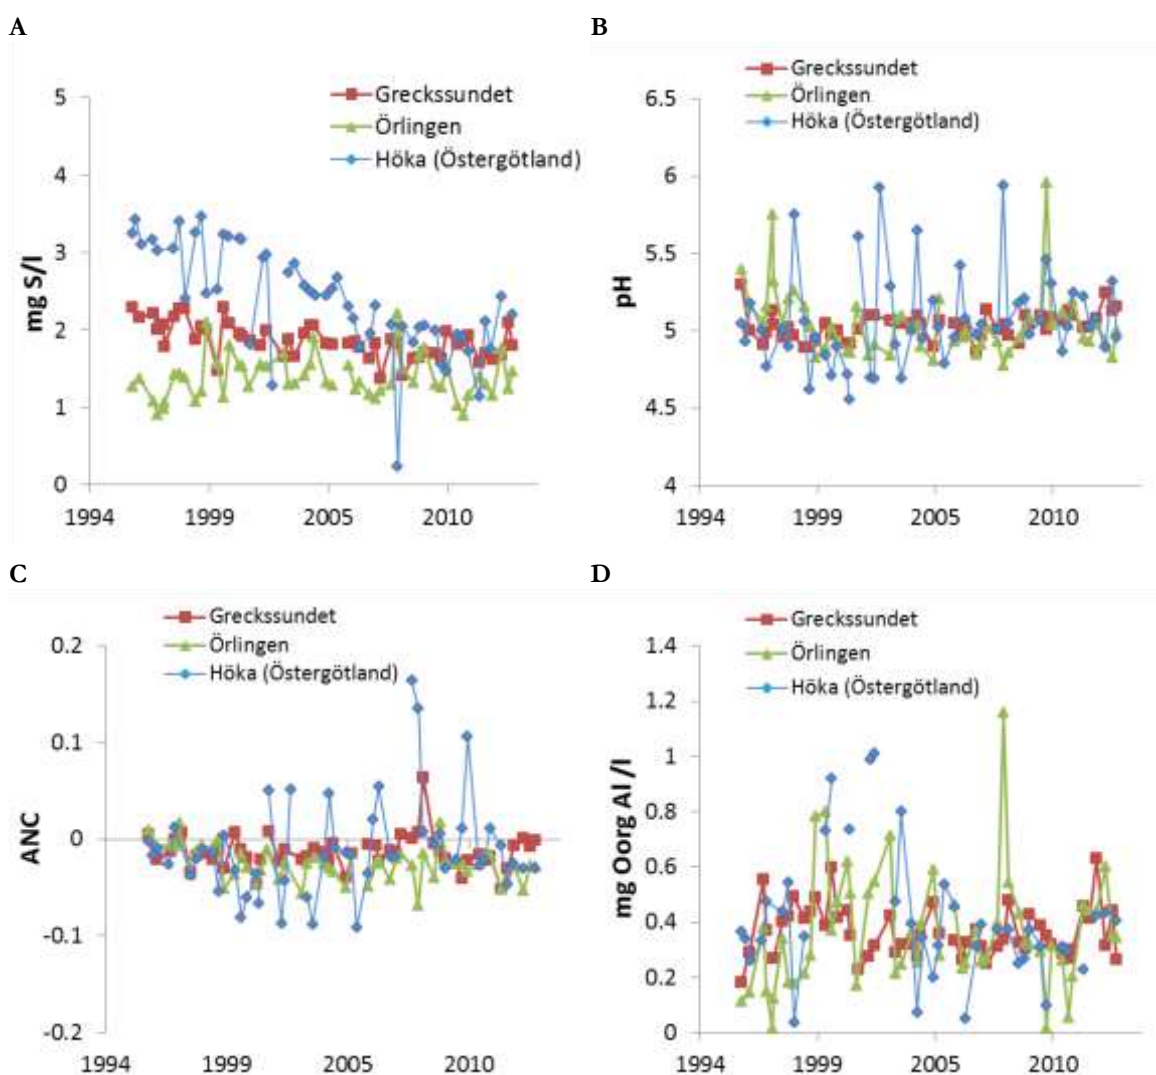 A
mg S/l
5
4
3
2
1
0
1994 1999 2005 2010
Greckssundet
Örlingen
Höka (Östergötland)
B
pH
6.5
6
5.5
5
4.5
4
1994 1999 2005 2010
Greckssundet
Örlingen
Höka (Östergötland)
C
ANC
0.2
0.1
0
-0.1
-0.2
1994 1999 2005 2010
Greckssundet
Örlingen
Höka (Östergötland)
D
mg Oorg Al /l
1.4
1.2
1
0.8
0.6
0.4
0.2
0
1994 1999 2005 2010
Greckssundet
Örlingen
Höka (Östergötland)